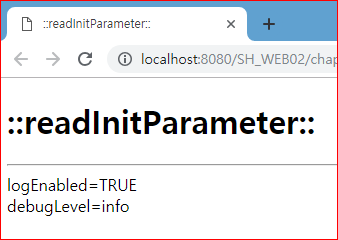 ::readInitParameter::
localhost:8080/SH_WEB02/chap
::readInitParameter::
logEnabled=TRUE
debugLevel=info